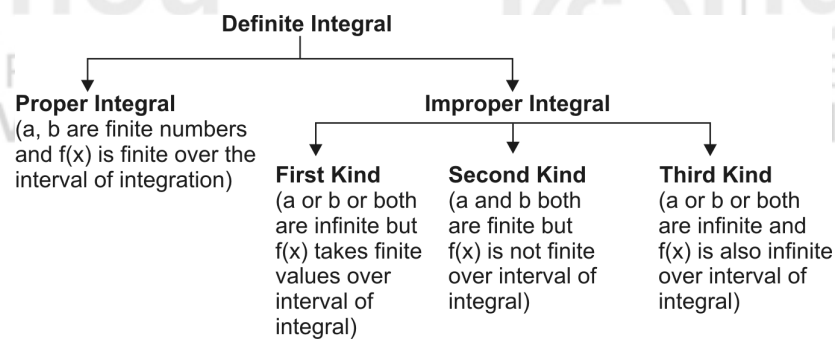 Definite Integral
Proper Integral
(a, b are finite numbers
and f(x) is finite over the
interval of integration)
Improper Integral
First Kind
(a or b or both
are infinite but
f(x) takes finite
values over
interval of
integral)
Second Kind
(a and b both
are finite but
f(x) is not finite
over interval of
integral)
Third Kind
(a or b or both
are infinite and
f(x) is also infinite
over interval of
integral)